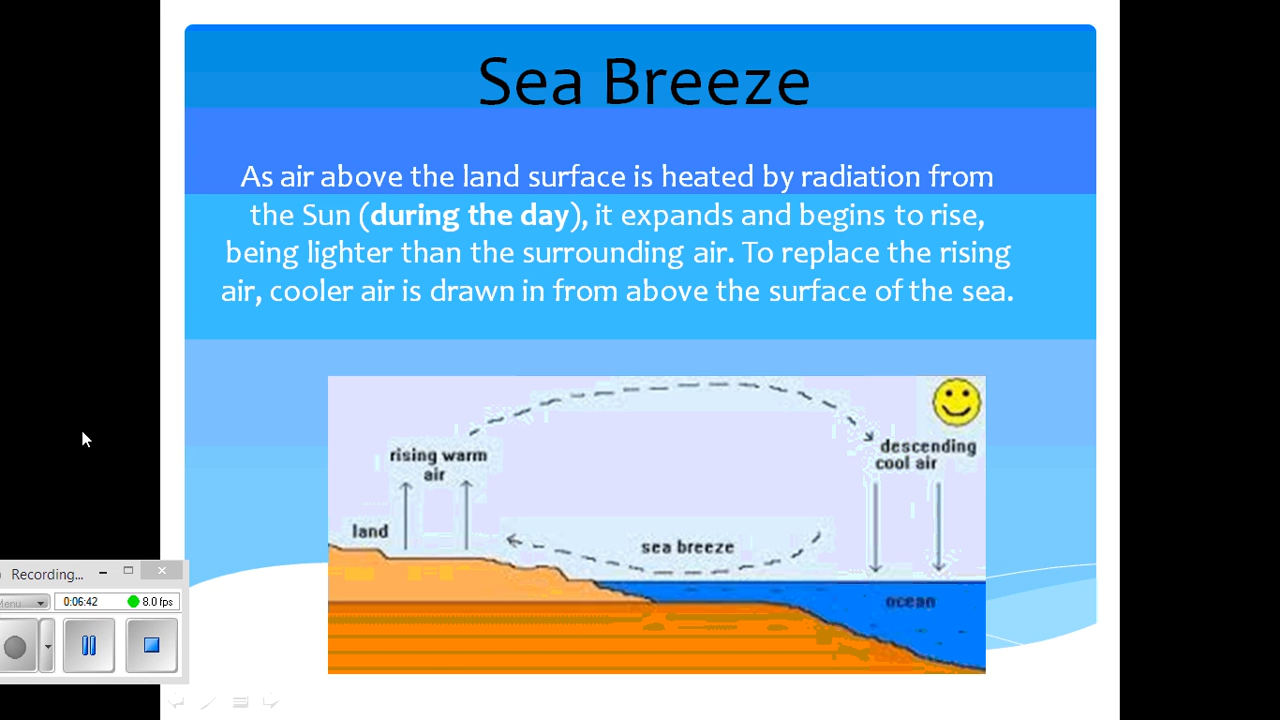 Sea Breeze
As air above the land surface is heated by radiation from
the Sun (during the day), it expands and begins to rise,
being lighter than the surrounding air. To replace the rising
air, cooler air is drawn in from above the surface of the sea.
descending
cool air
rising warm
air
land
sea breeze
ocean
Recording...
Menu
0:06:42
8.0 fps